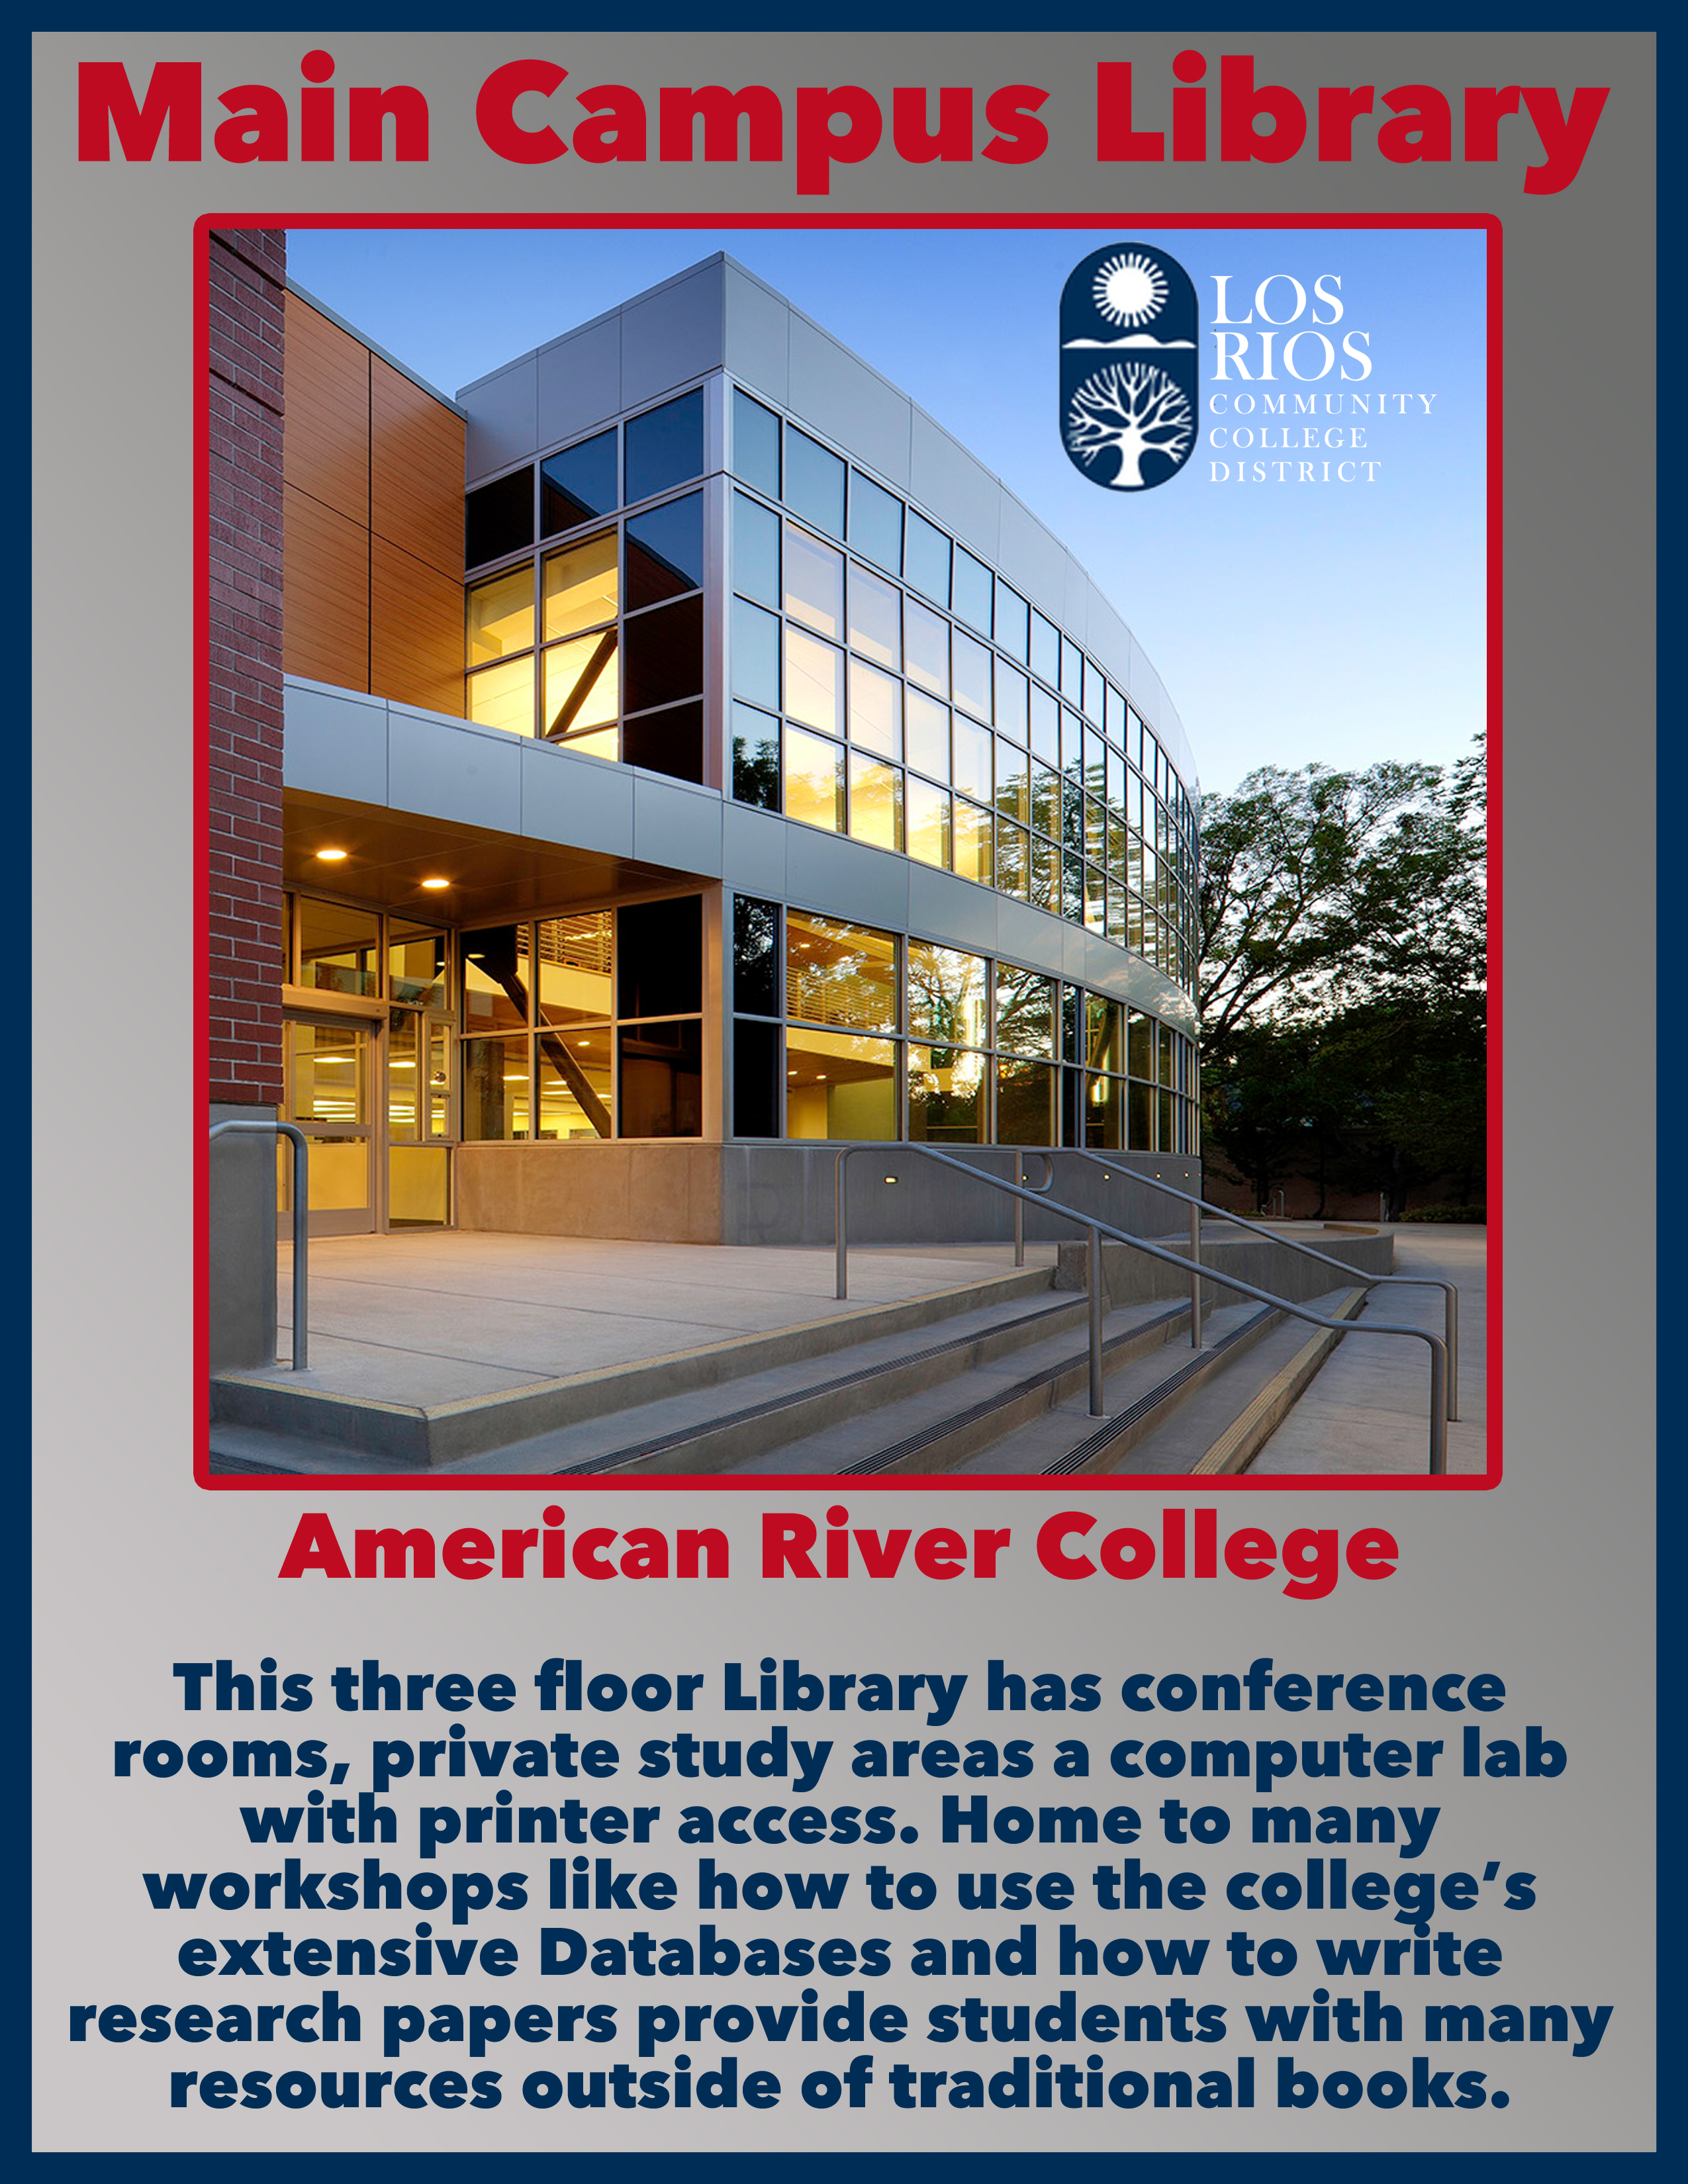 Main Campus Library
LOS
RIOS
COMMUNITY
COLLEGE
DISTRICT
American River College
This three floor Library has conference
rooms, private study areas a computer lab
with printer access. Home to many
workshops like how to use the college’s
extensive Databases and how to write
research papers provide students with many
resources outside of traditional books.